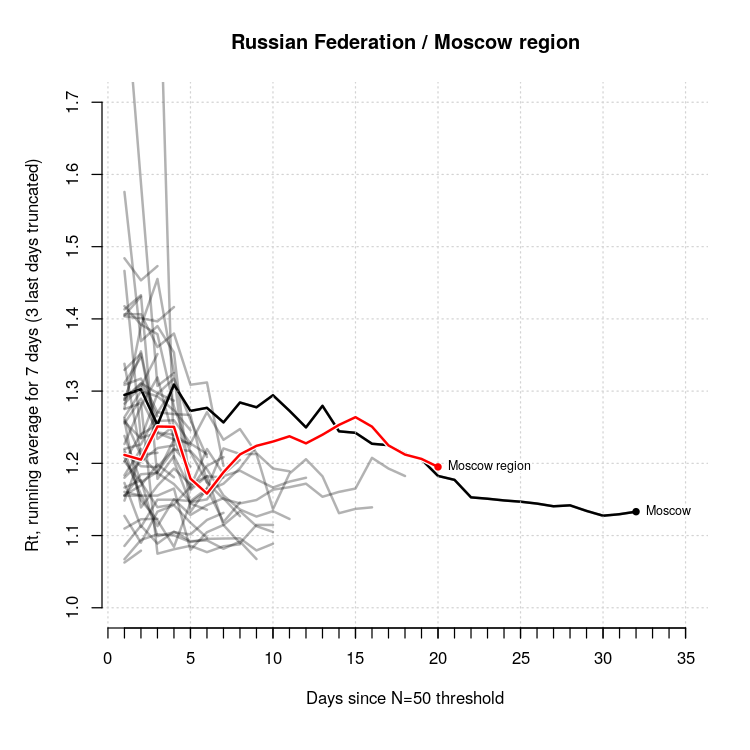 Russian Federation / Moscow region
Rt, running average for 7 days (3 last days truncated)
1.7
1.6
1.5
1.4
1.3
1.2
1.1
1.0
Moscow region
Moscow
0 5 10 15 20 25 30 35
Days since N=50 threshold